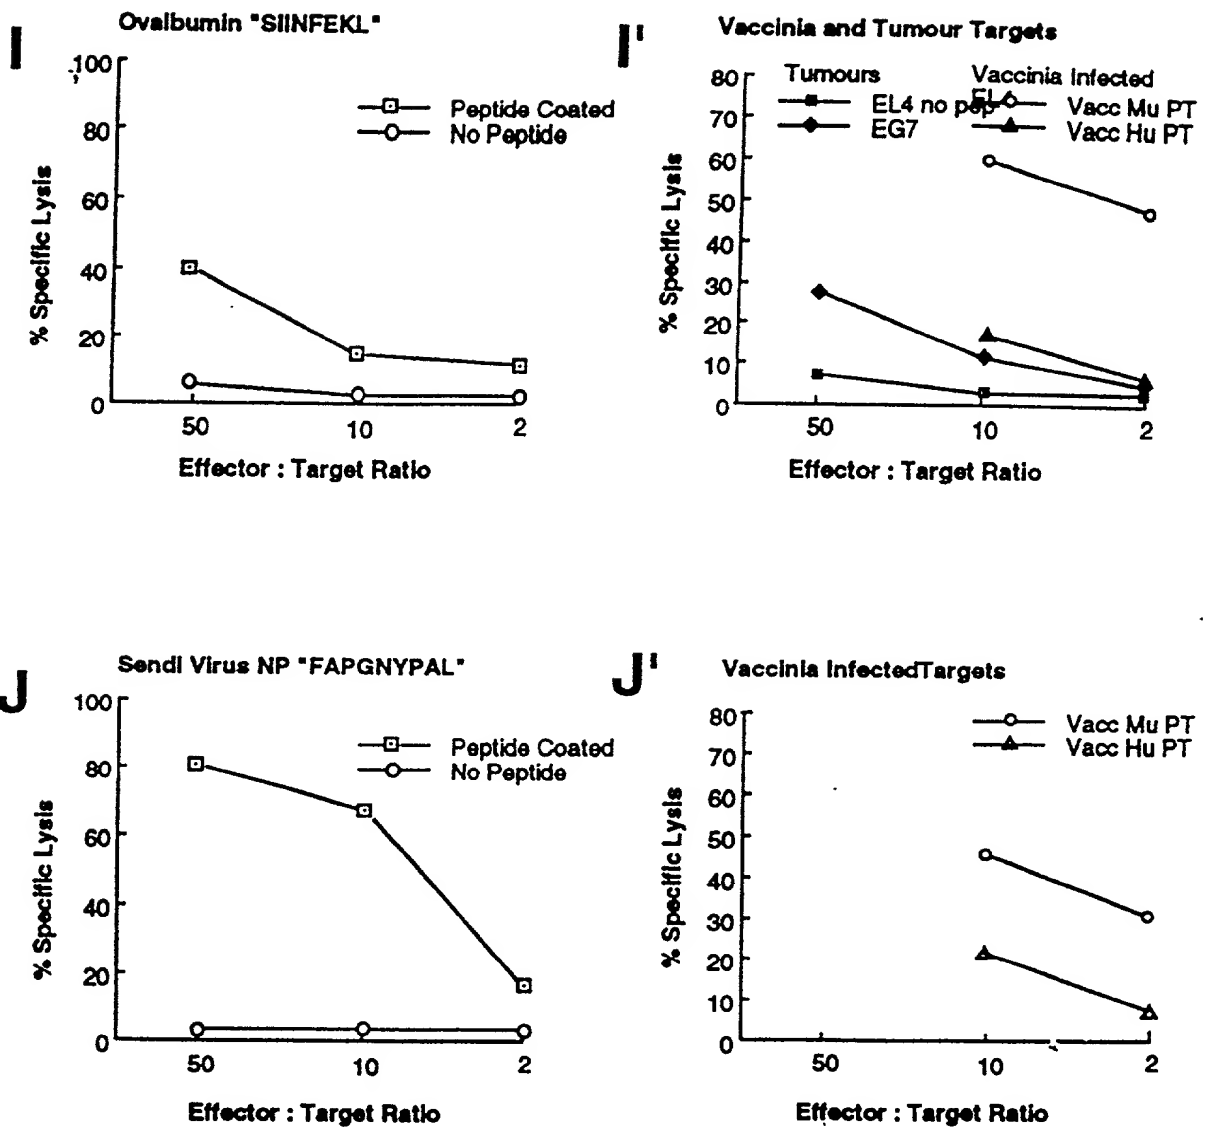 I
Ovalbumin "SIINFEKL"
100
80
60
40
20
0
% Specific Lysis
Peptide Coated
No Peptide
50 10 2
Effector : Target Ratio
I'
Vaccinia and Tumour Targets
Tumours Vaccinia Infected
EL4
EL4 no pep Vacc Mu PT
EG7 Vacc Hu PT
80
70
60
50
40
30
20
10
0
% Specific Lysis
50 10 2
Effector : Target Ratio
J
Sendi Virus NP "FAPGNYPAL"
100
80
60
40
20
0
% Specific Lysis
Peptide Coated
No Peptide
50 10 2
Effector : Target Ratio
J'
Vaccinia InfectedTargets
80
70
60
50
40
30
20
10
0
% Specific Lysis
Vacc Mu PT
Vacc Hu PT
50 10 2
Effector : Target Ratio